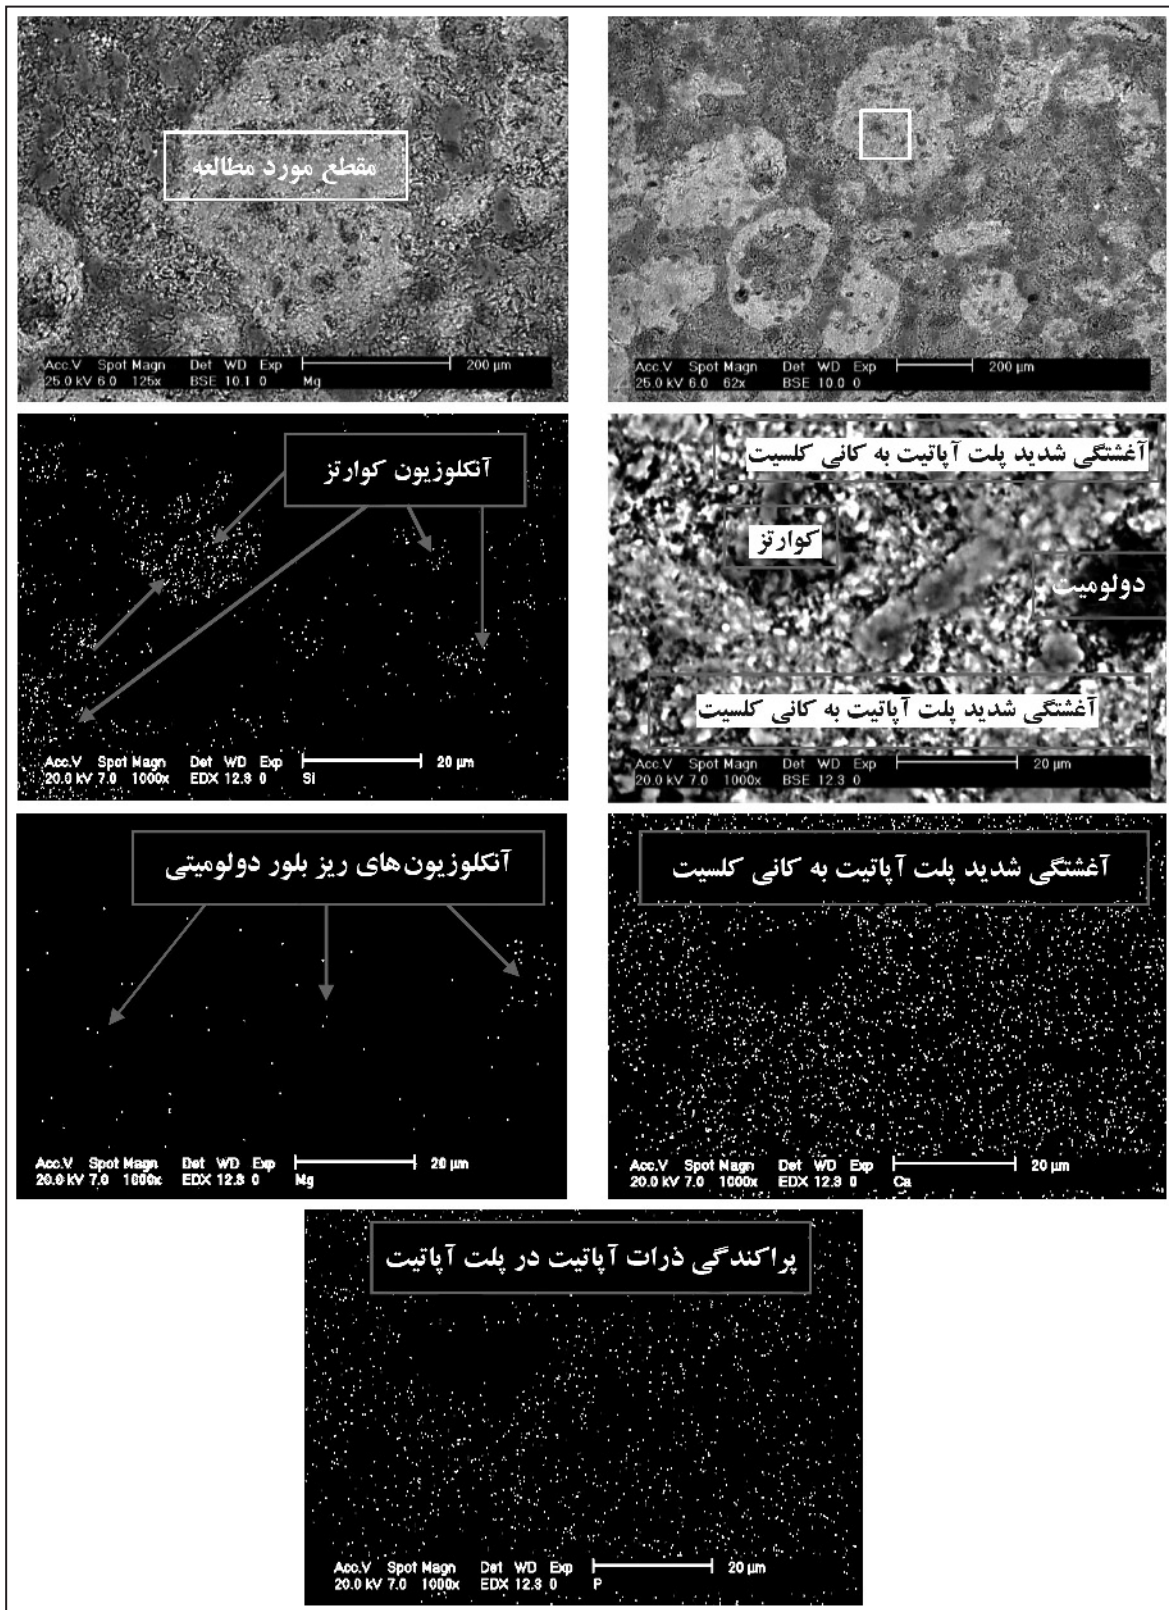 مقطع مورد مطالعه
Acc.V Spot Magn Det WD Exp 200 µm
25.0 kV 6.0 125x BSE 10.1 0 Mg
Acc.V Spot Magn Det WD Exp 200 µm
25.0 kV 6.0 62x BSE 10.0 0
آنکلوزیون کوارتز
Acc.V Spot Magn Det WD Exp 20 µm
20.0 kV 7.0 1000x EDX 12.3 0 Si
آغشتگی شدید پلت آپاتیت به کانی کلسیت
کوارتز
دولومیت
آغشتگی شدید پلت آپاتیت به کانی کلسیت
Acc.V Spot Magn Det WD Exp 20 µm
20.0 kV 7.0 1000x BSE 12.3 0
آنکلوزیون های ریز بلور دولومیتی
Acc.V Spot Magn Det WD Exp 20 µm
20.0 kV 7.0 1000x EDX 12.3 0 Mg
آغشتگی شدید پلت آپاتیت به کانی کلسیت
Acc.V Spot Magn Det WD Exp 20 µm
20.0 kV 7.0 1000x EDX 12.3 0 Ca
پراکندگی ذرات آپاتیت در پلت آپاتیت
Acc.V Spot Magn Det WD Exp 20 µm
20.0 kV 7.0 1000x EDX 12.3 0 P